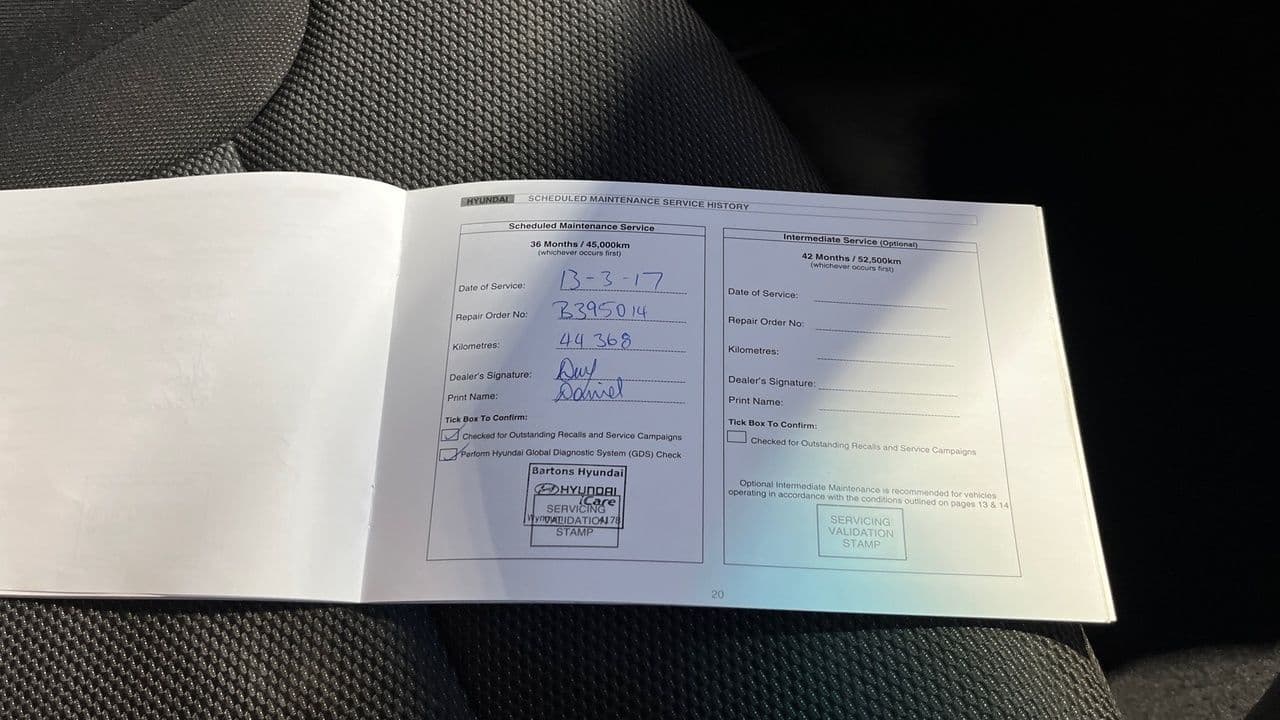 HYUNDAI SCHEDULED MAINTENANCE SERVICE HISTORY
Scheduled Maintenance Service
36 Months / 45,000km
(whichever occurs first)
Date of Service: 13-3-17
Repair Order No: B395014
Kilometres: 44 368
Dealer's Signature:
Print Name: Daniel
Tick Box To Confirm:
Checked for Outstanding Recalls and Service Campaigns
Perform Hyundai Global Diagnostic System (GDS) Check
Bartons Hyundai
HYUNDAI
iCare
SERVICING
VALIDATION
STAMP
Intermediate Service (Optional)
42 Months / 52,500km
(whichever occurs first)
Date of Service:
Repair Order No:
Kilometres:
Dealer's Signature:
Print Name:
Tick Box To Confirm:
Checked for Outstanding Recalls and Service Campaigns
Optional Intermediate Maintenance is recommended for vehicles
operating in accordance with the conditions outlined on pages 13 & 14
SERVICING
VALIDATION
STAMP
20